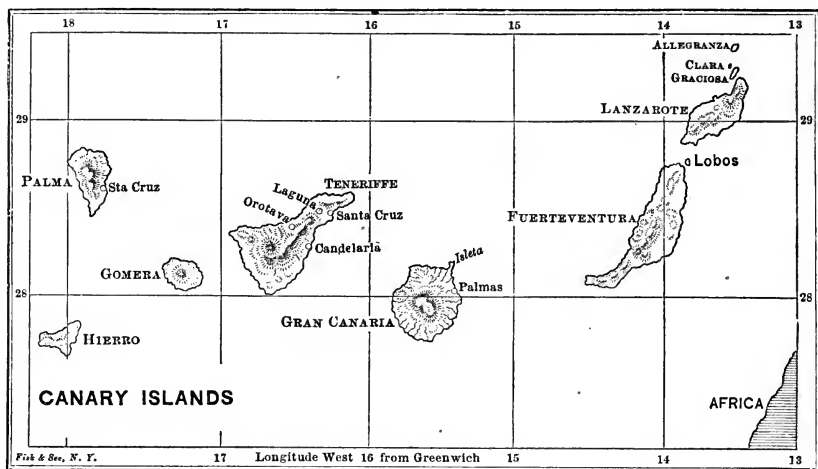 18 17 16 15 14 13
ALLEGRANZA
CLARA
GRACIOSA
LANZAROTE
29 29
Lobos
PALMA
Sta Cruz
TENERIFFE
Laguna
Orotava
Santa Cruz
FUERTEVENTURA
Candelaria
Isleta
GOMERA
Palmas
28 28
GRAN CANARIA
HIERRO
CANARY ISLANDS
AFRICA
Fisk & See, N. Y.
17 Longitude West 16 from Greenwich 15 14 13